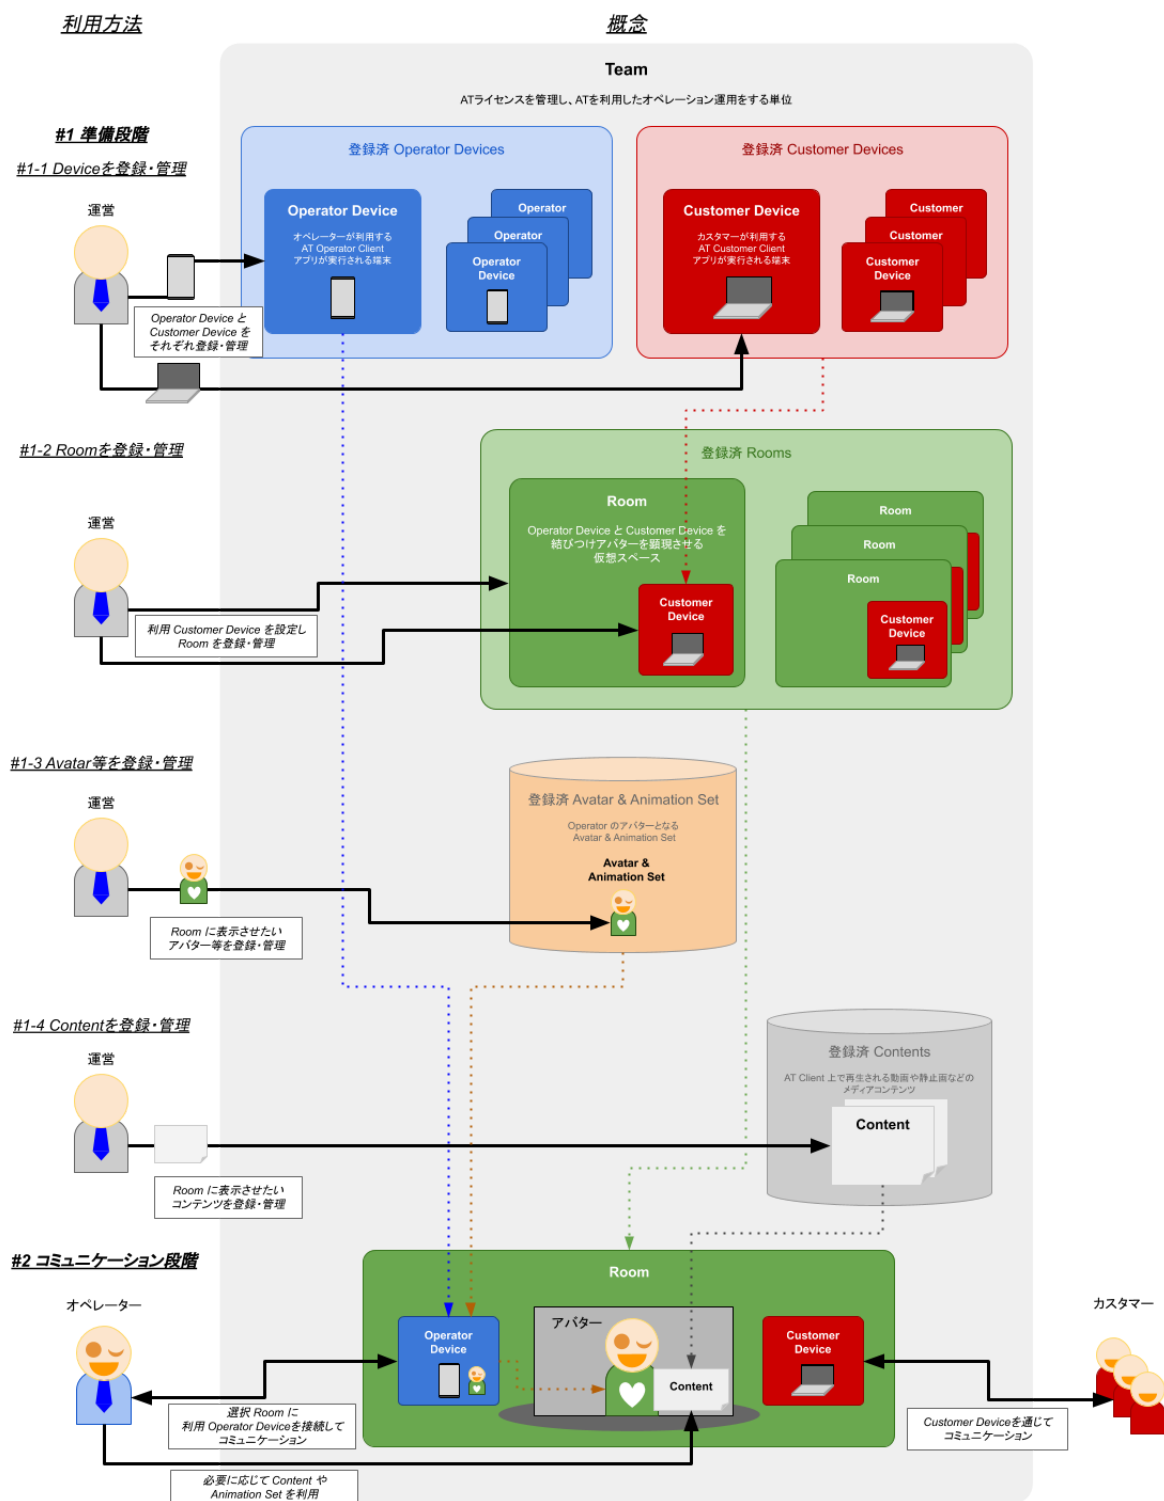 利用方法
概念
Team
ATライセンスを管理し、ATを利用したオペレーション運用をする単位
#1 準備段階
#1-1 Deviceを登録・管理
運営
登録済 Operator Devices
Operator Device
オペレーターが利用する
AT Operator Client
アプリが実行される端末
Operator
Operator
Operator
Device
登録済 Customer Devices
Customer Device
カスタマーが利用する
AT Customer Client
アプリが実行される端末
Customer
Customer
Customer
Device
Operator Device と
Customer Device を
それぞれ登録・管理
#1-2 Roomを登録・管理
運営
登録済 Rooms
Room
Operator Device と Customer Device を
結びつけアバターを顕現させる
仮想スペース
Customer
Device
Room
Room
Room
Customer
Device
利用 Customer Device を設定し
Room を登録・管理
#1-3 Avatar等を登録・管理
運営
登録済 Avatar & Animation Set
Operator のアバターとなる
Avatar & Animation Set
Avatar &
Animation Set
Room に表示させたい
アバター等を登録・管理
#1-4 Contentを登録・管理
運営
登録済 Contents
AT Client 上で再生される動画や静止画などの
メディアコンテンツ
Content
Room に表示させたい
コンテンツを登録・管理
#2 コミュニケーション段階
オペレーター
Room
Operator
Device
アバター
Content
Customer
Device
カスタマー
選択 Room に
利用 Operator Deviceを接続して
コミュニケーション
Customer Deviceを通じて
コミュニケーション
必要に応じて Content や
Animation Set を利用